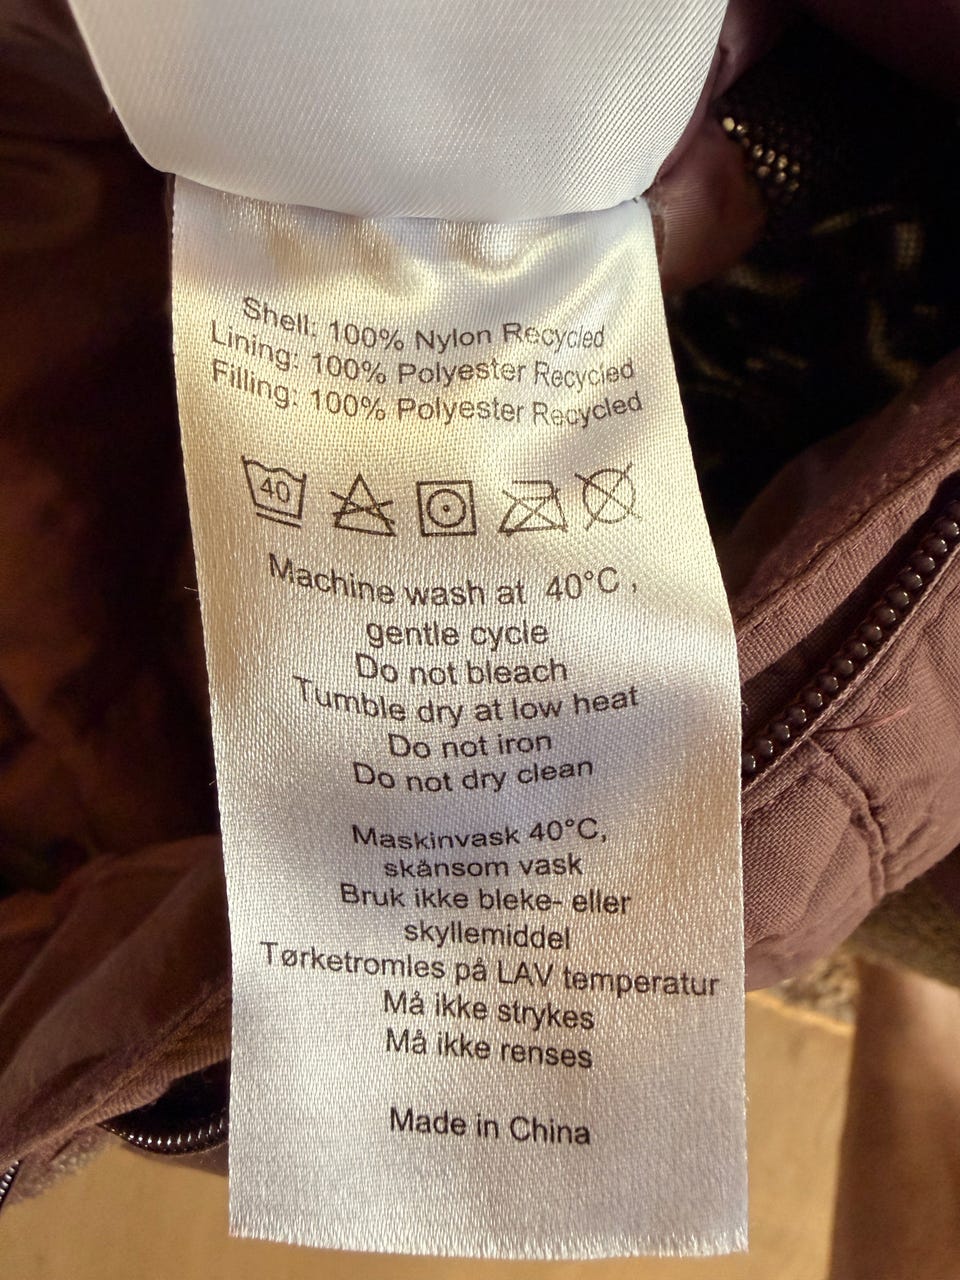 Shell: 100% Nylon Recycled
Lining: 100% Polyester Recycled
Filling: 100% Polyester Recycled
40
Machine wash at 40°C ,
gentle cycle
Do not bleach
Tumble dry at low heat
Do not iron
Do not dry clean
Maskinvask 40°C,
skånsom vask
Bruk ikke bleke- eller
skyllemiddel
Tørketromles på LAV temperatur
Må ikke strykes
Må ikke renses
Made in China